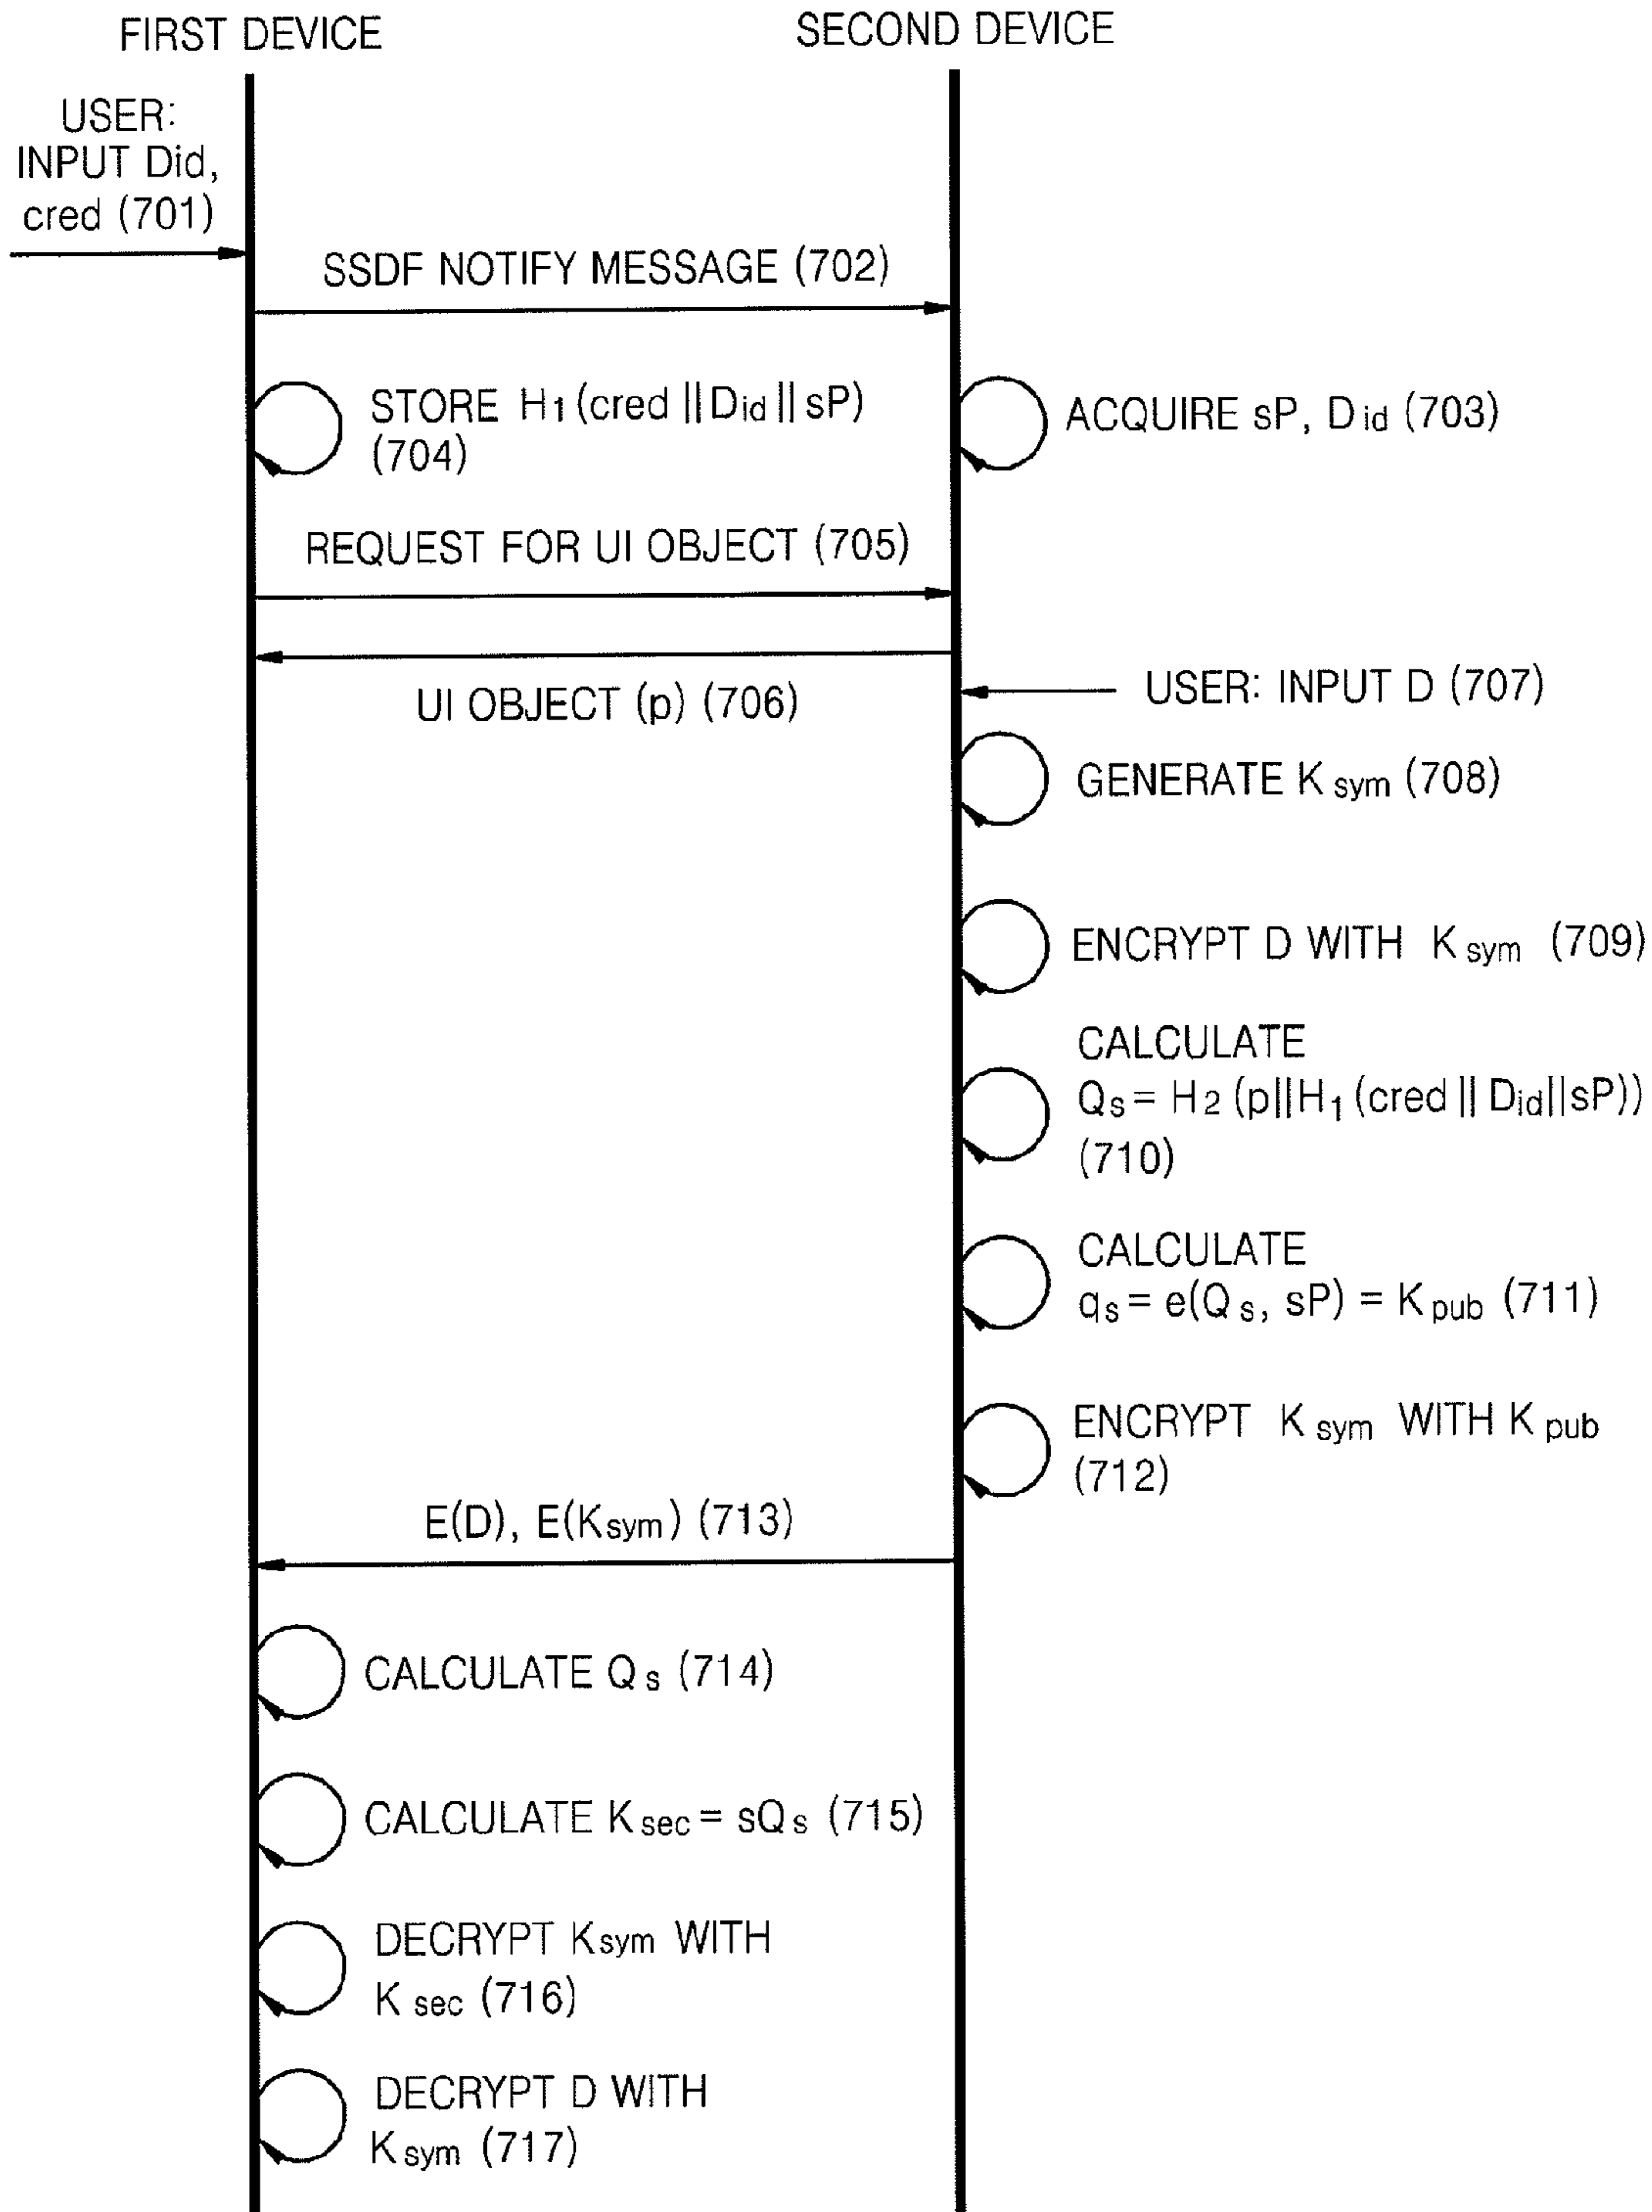 FIRST DEVICE
SECOND DEVICE
USER:
INPUT Did,
cred (701)
SSDF NOTIFY MESSAGE (702)
STORE H1 (cred || Did || sP)
(704)
ACQUIRE sP, Did (703)
REQUEST FOR UI OBJECT (705)
UI OBJECT (p) (706)
USER: INPUT D (707)
GENERATE Ksym (708)
ENCRYPT D WITH Ksym (709)
CALCULATE
Qs = H2 (p||H1 (cred || Did||sP))
(710)
CALCULATE
qs = e(Qs, sP) = Kpub (711)
ENCRYPT Ksym WITH Kpub
(712)
E(D), E(Ksym) (713)
CALCULATE Qs (714)
CALCULATE Ksec = sQs (715)
DECRYPT Ksym WITH
Ksec (716)
DECRYPT D WITH
Ksym (717)